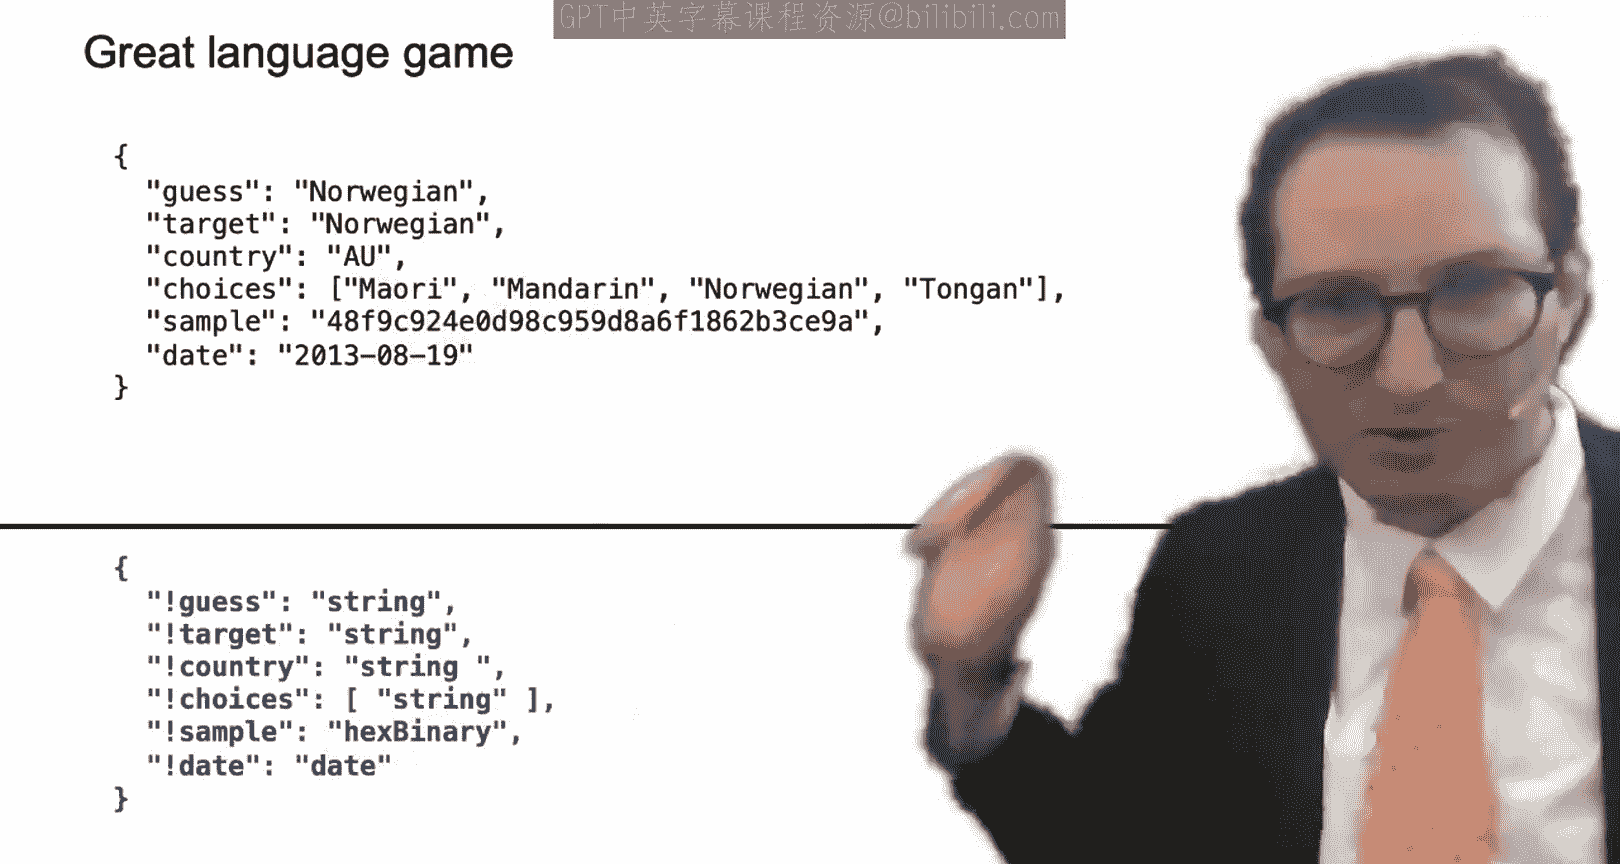 GPT中英字幕课程资源@bilibili.com
Great language game
{
"guess": "Norwegian",
"target": "Norwegian",
"country": "AU",
"choices": ["Maori", "Mandarin", "Norwegian", "Tongan"],
"sample": "48f9c924e0d98c959d8a6f1862b3ce9a",
"date": "2013-08-19"
}
{
"!guess": "string",
"!target": "string",
"!country": "string ",
"!choices": [ "string" ],
"!sample": "hexBinary",
"!date": "date"
}